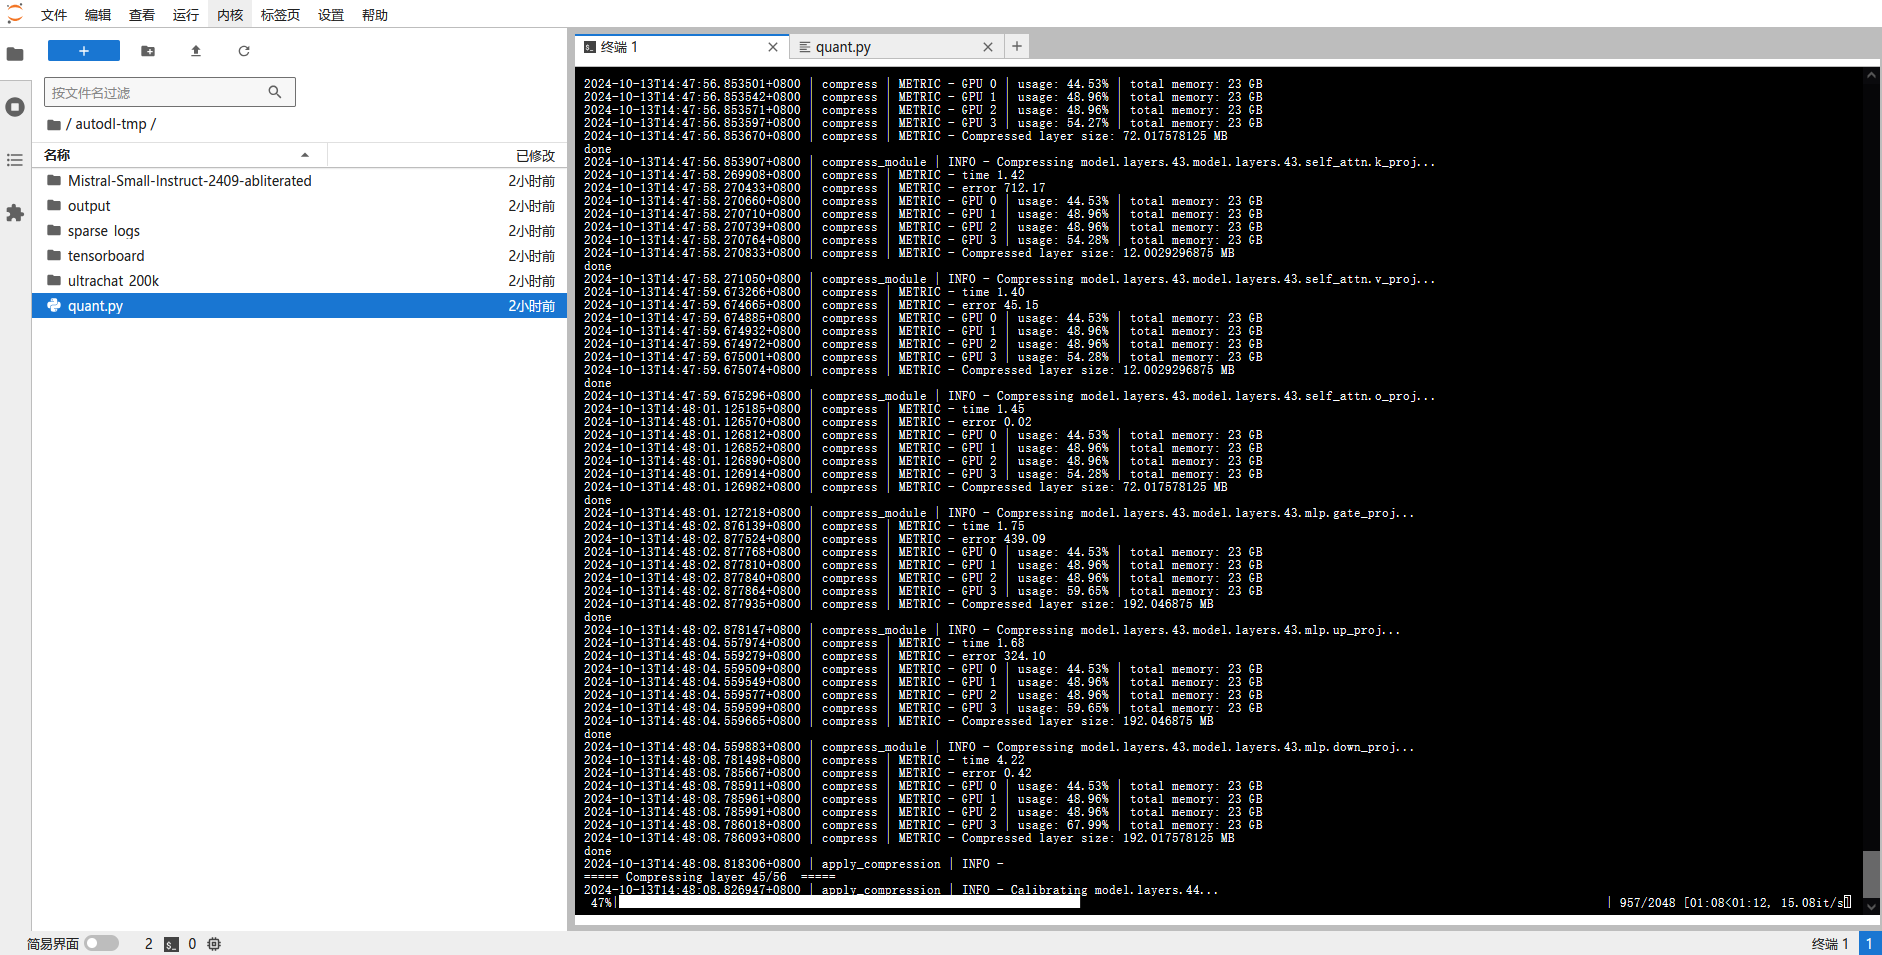 文件 编辑 查看 运行 内核 标签页 设置 帮助
按文件名过滤
/ autodl-tmp /
名称 已修改
Mistral-Small-Instruct-2409-abliterated 2小时前
output 2小时前
sparse_logs 2小时前
tensorboard 2小时前
ultrachat_200k 2小时前
quant.py 2小时前
终端 1
quant.py
2024-10-13T14:47:56.853501+0800 | compress | METRIC - GPU 0 | usage: 44.53% | total memory: 23 GB
2024-10-13T14:47:56.853542+0800 | compress | METRIC - GPU 1 | usage: 48.96% | total memory: 23 GB
2024-10-13T14:47:56.853571+0800 | compress | METRIC - GPU 2 | usage: 48.96% | total memory: 23 GB
2024-10-13T14:47:56.853597+0800 | compress | METRIC - GPU 3 | usage: 54.27% | total memory: 23 GB
2024-10-13T14:47:56.853670+0800 | compress | METRIC - Compressed layer size: 72.017578125 MB
done
2024-10-13T14:47:56.853907+0800 | compress_module | INFO - Compressing model.layers.43.model.layers.43.self_attn.k_proj...
2024-10-13T14:47:58.269908+0800 | compress | METRIC - time 1.42
2024-10-13T14:47:58.270433+0800 | compress | METRIC - error 712.17
2024-10-13T14:47:58.270660+0800 | compress | METRIC - GPU 0 | usage: 44.53% | total memory: 23 GB
2024-10-13T14:47:58.270710+0800 | compress | METRIC - GPU 1 | usage: 48.96% | total memory: 23 GB
2024-10-13T14:47:58.270739+0800 | compress | METRIC - GPU 2 | usage: 48.96% | total memory: 23 GB
2024-10-13T14:47:58.270764+0800 | compress | METRIC - GPU 3 | usage: 54.28% | total memory: 23 GB
2024-10-13T14:47:58.270833+0800 | compress | METRIC - Compressed layer size: 12.0029296875 MB
done
2024-10-13T14:47:58.271050+0800 | compress_module | INFO - Compressing model.layers.43.model.layers.43.self_attn.v_proj...
2024-10-13T14:47:59.673266+0800 | compress | METRIC - time 1.40
2024-10-13T14:47:59.674665+0800 | compress | METRIC - error 45.15
2024-10-13T14:47:59.674885+0800 | compress | METRIC - GPU 0 | usage: 44.53% | total memory: 23 GB
2024-10-13T14:47:59.674932+0800 | compress | METRIC - GPU 1 | usage: 48.96% | total memory: 23 GB
2024-10-13T14:47:59.674972+0800 | compress | METRIC - GPU 2 | usage: 48.96% | total memory: 23 GB
2024-10-13T14:47:59.675001+0800 | compress | METRIC - GPU 3 | usage: 54.28% | total memory: 23 GB
2024-10-13T14:47:59.675074+0800 | compress | METRIC - Compressed layer size: 12.0029296875 MB
done
2024-10-13T14:47:59.675296+0800 | compress_module | INFO - Compressing model.layers.43.model.layers.43.self_attn.o_proj...
2024-10-13T14:48:01.125185+0800 | compress | METRIC - time 1.45
2024-10-13T14:48:01.126570+0800 | compress | METRIC - error 0.02
2024-10-13T14:48:01.126812+0800 | compress | METRIC - GPU 0 | usage: 44.53% | total memory: 23 GB
2024-10-13T14:48:01.126852+0800 | compress | METRIC - GPU 1 | usage: 48.96% | total memory: 23 GB
2024-10-13T14:48:01.126890+0800 | compress | METRIC - GPU 2 | usage: 48.96% | total memory: 23 GB
2024-10-13T14:48:01.126914+0800 | compress | METRIC - GPU 3 | usage: 54.28% | total memory: 23 GB
2024-10-13T14:48:01.126982+0800 | compress | METRIC - Compressed layer size: 72.017578125 MB
done
2024-10-13T14:48:01.127218+0800 | compress_module | INFO - Compressing model.layers.43.model.layers.43.mlp.gate_proj...
2024-10-13T14:48:02.876139+0800 | compress | METRIC - time 1.75
2024-10-13T14:48:02.877524+0800 | compress | METRIC - error 439.09
2024-10-13T14:48:02.877768+0800 | compress | METRIC - GPU 0 | usage: 44.53% | total memory: 23 GB
2024-10-13T14:48:02.877810+0800 | compress | METRIC - GPU 1 | usage: 48.96% | total memory: 23 GB
2024-10-13T14:48:02.877840+0800 | compress | METRIC - GPU 2 | usage: 48.96% | total memory: 23 GB
2024-10-13T14:48:02.877864+0800 | compress | METRIC - GPU 3 | usage: 59.65% | total memory: 23 GB
2024-10-13T14:48:02.877935+0800 | compress | METRIC - Compressed layer size: 192.046875 MB
done
2024-10-13T14:48:02.878147+0800 | compress_module | INFO - Compressing model.layers.43.model.layers.43.mlp.up_proj...
2024-10-13T14:48:04.557974+0800 | compress | METRIC - time 1.68
2024-10-13T14:48:04.559279+0800 | compress | METRIC - error 324.10
2024-10-13T14:48:04.559509+0800 | compress | METRIC - GPU 0 | usage: 44.53% | total memory: 23 GB
2024-10-13T14:48:04.559549+0800 | compress | METRIC - GPU 1 | usage: 48.96% | total memory: 23 GB
2024-10-13T14:48:04.559577+0800 | compress | METRIC - GPU 2 | usage: 48.96% | total memory: 23 GB
2024-10-13T14:48:04.559599+0800 | compress | METRIC - GPU 3 | usage: 59.65% | total memory: 23 GB
2024-10-13T14:48:04.559665+0800 | compress | METRIC - Compressed layer size: 192.046875 MB
done
2024-10-13T14:48:04.559883+0800 | compress_module | INFO - Compressing model.layers.43.model.layers.43.mlp.down_proj...
2024-10-13T14:48:08.781498+0800 | compress | METRIC - time 4.22
2024-10-13T14:48:08.785667+0800 | compress | METRIC - error 0.42
2024-10-13T14:48:08.785911+0800 | compress | METRIC - GPU 0 | usage: 44.53% | total memory: 23 GB
2024-10-13T14:48:08.785961+0800 | compress | METRIC - GPU 1 | usage: 48.96% | total memory: 23 GB
2024-10-13T14:48:08.785991+0800 | compress | METRIC - GPU 2 | usage: 48.96% | total memory: 23 GB
2024-10-13T14:48:08.786018+0800 | compress | METRIC - GPU 3 | usage: 67.99% | total memory: 23 GB
2024-10-13T14:48:08.786093+0800 | compress | METRIC - Compressed layer size: 192.017578125 MB
done
2024-10-13T14:48:08.818306+0800 | apply_compression | INFO -
===== Compressing layer 45/56  =====
2024-10-13T14:48:08.826947+0800 | apply_compression | INFO - Calibrating model.layers.44...
47%| | 957/2048 [01:08<01:12, 15.08it/s]
简易界面 2 0 终端 1 1